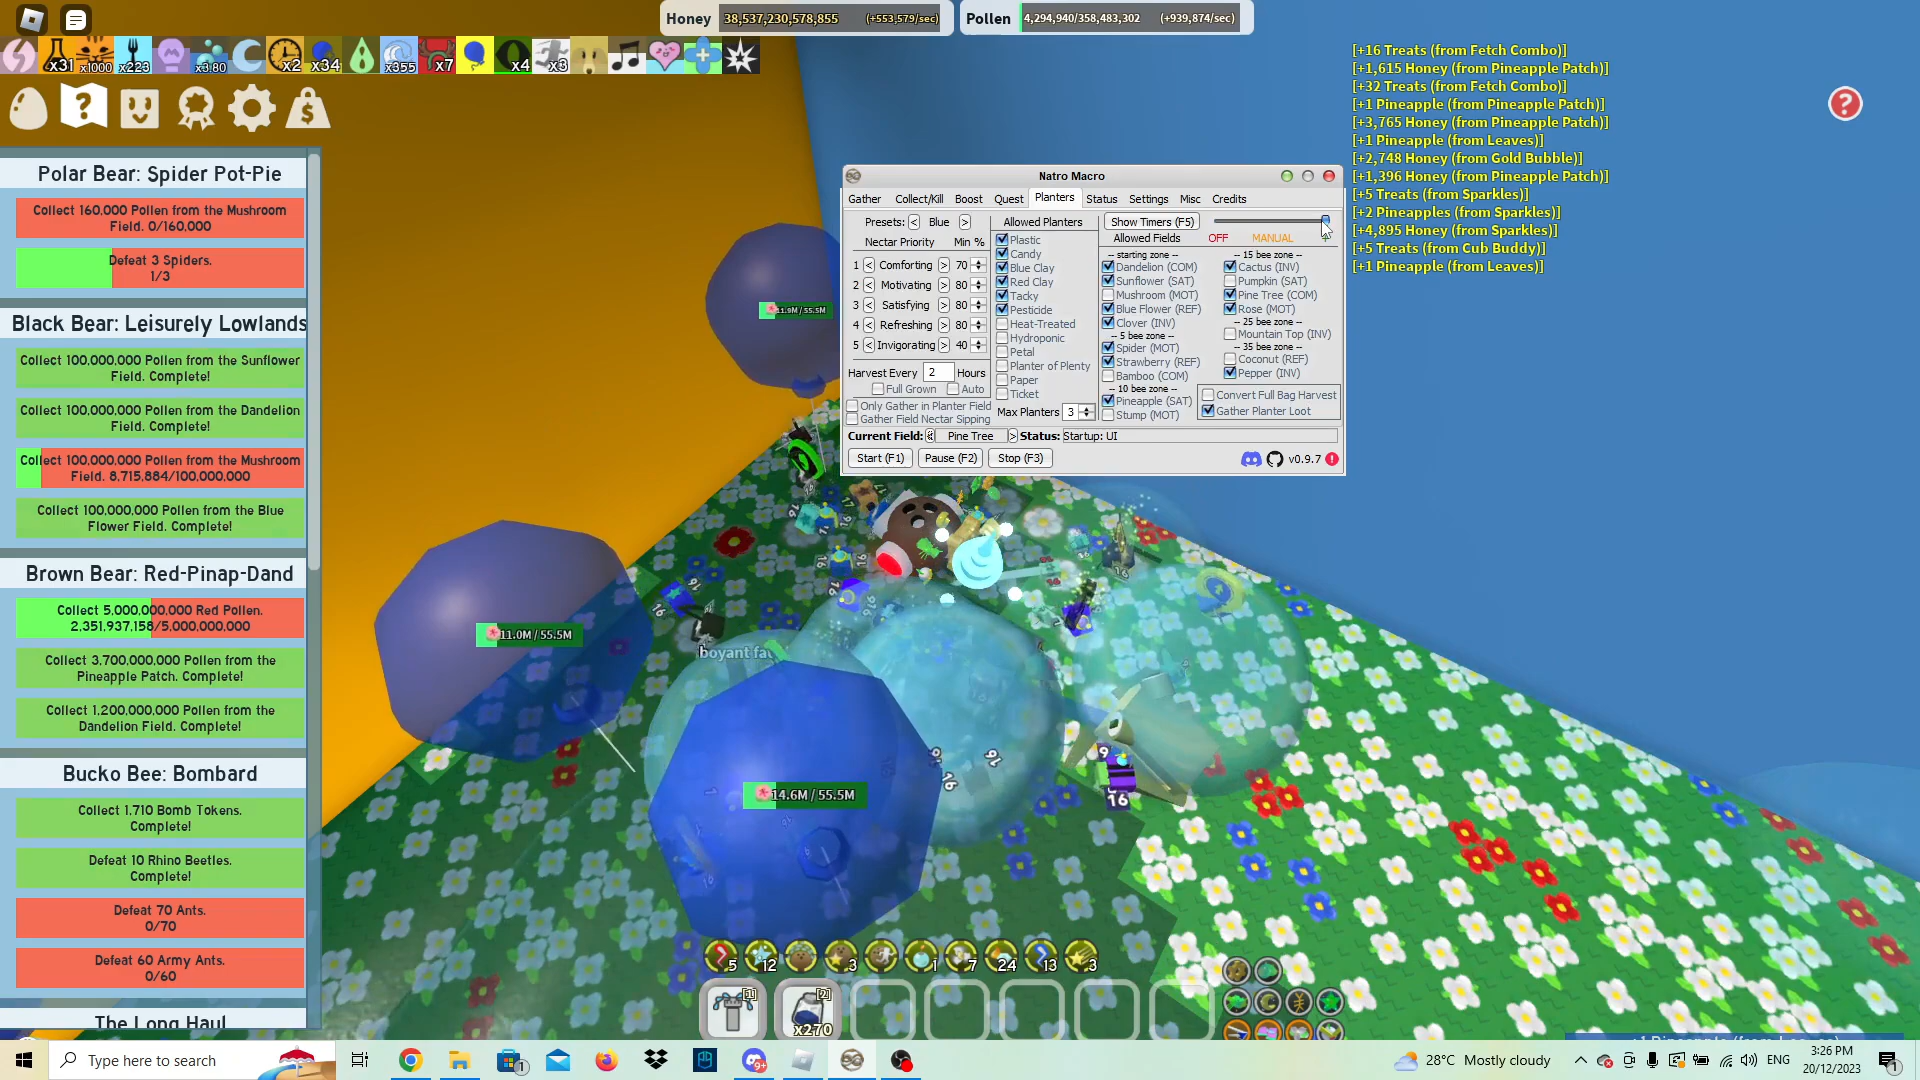 Honey 38,537,230,578,855 (+553,579/sec)
Pollen 4,294,940/358,483,302 (+939,874/sec)
x31 x1000 x223 x3.80 x2 x34 x355 x7 x4 x3
[+16 Treats (from Fetch Combo)]
[+1,615 Honey (from Pineapple Patch)]
[+32 Treats (from Fetch Combo)]
[+1 Pineapple (from Pineapple Patch)]
[+3,765 Honey (from Pineapple Patch)]
[+1 Pineapple (from Leaves)]
[+2,748 Honey (from Gold Bubble)]
[+1,396 Honey (from Pineapple Patch)]
[+5 Treats (from Sparkles)]
[+2 Pineapples (from Sparkles)]
[+4,895 Honey (from Sparkles)]
[+5 Treats (from Cub Buddy)]
[+1 Pineapple (from Leaves)]
Polar Bear: Spider Pot-Pie
Collect 160,000 Pollen from the Mushroom
Field. 0/160,000
Defeat 3 Spiders.
1/3
Black Bear: Leisurely Lowlands
Collect 100,000,000 Pollen from the Sunflower
Field. Complete!
Collect 100,000,000 Pollen from the Dandelion
Field. Complete!
Collect 100,000,000 Pollen from the Mushroom
Field. 8,715,884/100,000,000
Collect 100,000,000 Pollen from the Blue
Flower Field. Complete!
Brown Bear: Red-Pinap-Dand
Collect 5,000,000,000 Red Pollen.
2,351,937,158/5,000,000,000
Collect 3,700,000,000 Pollen from the
Pineapple Patch. Complete!
Collect 1,200,000,000 Pollen from the
Dandelion Field. Complete!
Bucko Bee: Bombard
Collect 1,710 Bomb Tokens.
Complete!
Defeat 10 Rhino Beetles.
Complete!
Defeat 70 Ants.
0/70
Defeat 60 Army Ants.
0/60
The Long Haul
Natro Macro
Gather Collect/Kill Boost Quest Planters Status Settings Misc Credits
Presets: < Blue >
Nectar Priority Min %
1 < Comforting > 70
2 < Motivating > 80
3 < Satisfying > 80
4 < Refreshing > 80
5 < Invigorating > 40
Harvest Every 2 Hours
Full Grown Auto
Only Gather in Planter Field
Gather Field Nectar Sipping
Allowed Planters
Plastic
Candy
Blue Clay
Red Clay
Tacky
Pesticide
Heat-Treated
Hydroponic
Petal
Planter of Plenty
Paper
Ticket
Max Planters 3
Show Timers (F5)
Allowed Fields OFF MANUAL
-- starting zone --
Dandelion (COM)
Sunflower (SAT)
Mushroom (MOT)
Blue Flower (REF)
Clover (INV)
-- 5 bee zone --
Spider (MOT)
Strawberry (REF)
Bamboo (COM)
-- 10 bee zone --
Pineapple (SAT)
Stump (MOT)
-- 15 bee zone --
Cactus (INV)
Pumpkin (SAT)
Pine Tree (COM)
Rose (MOT)
-- 25 bee zone --
Mountain Top (INV)
-- 35 bee zone --
Coconut (REF)
Pepper (INV)
Convert Full Bag Harvest
Gather Planter Loot
Current Field: Pine Tree > Status: Startup: UI
Start (F1) Pause (F2) Stop (F3) v0.9.7
11.9M / 55.5M
11.0M / 55.5M
14.6M / 55.5M
16
5 12 3 1 7 24 13 3
[1] [2]
x270
Type here to search
28°C Mostly cloudy
ENG
3:26 PM
20/12/2023